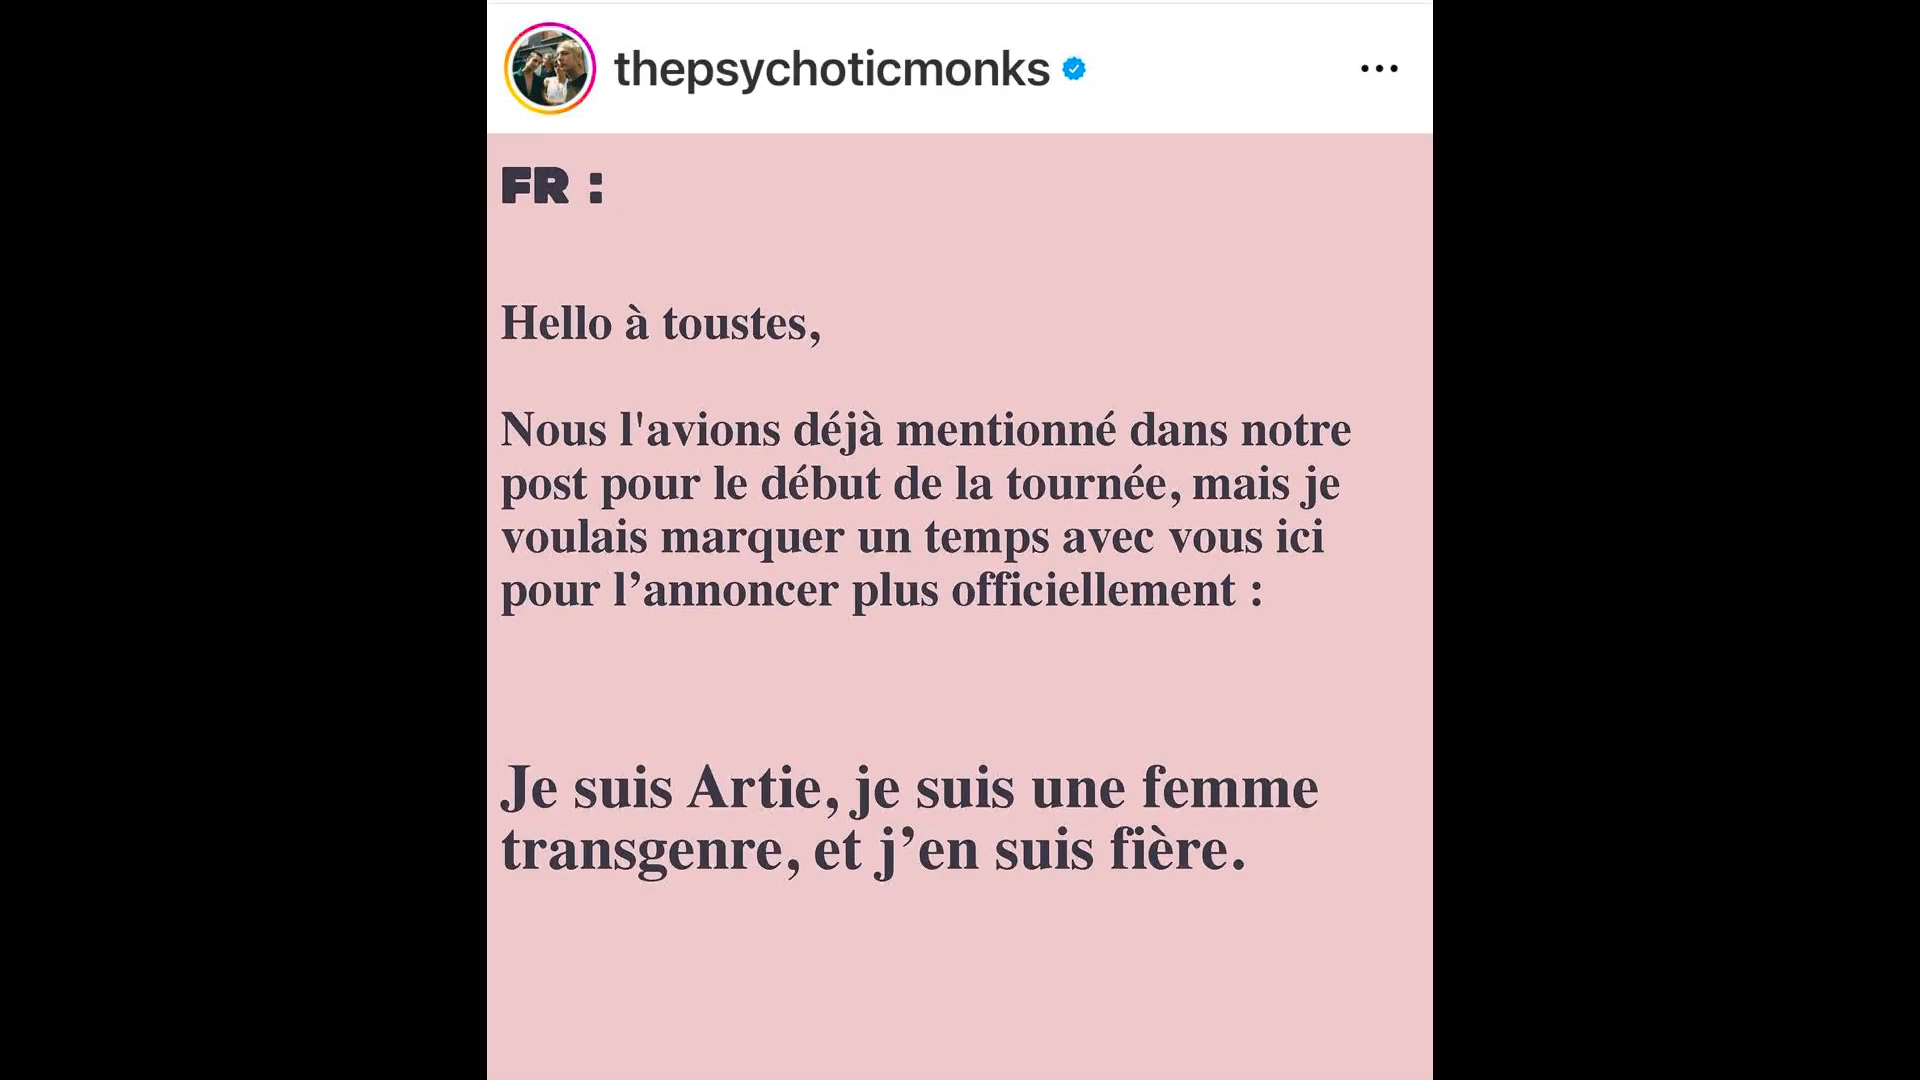 thepsychoticmonks
FR :
Hello à toustes,
Nous l'avions déjà mentionné dans notre
post pour le début de la tournée, mais je
voulais marquer un temps avec vous ici
pour l’annoncer plus officiellement :
Je suis Artie, je suis une femme
transgenre, et j’en suis fière.